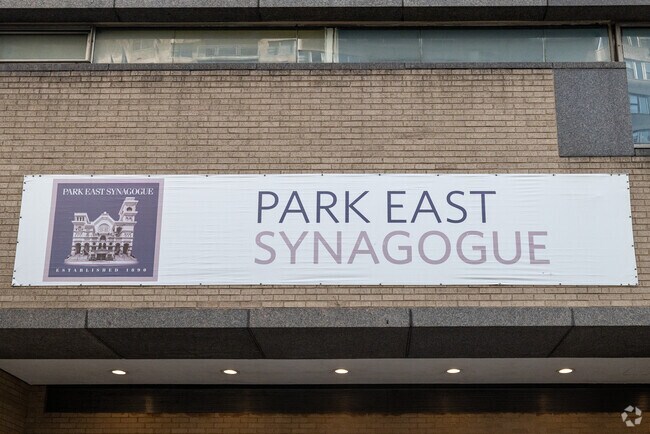 PARK EAST SYNAGOGUE
ESTABLISHED 1890
PARK EAST
SYNAGOGUE